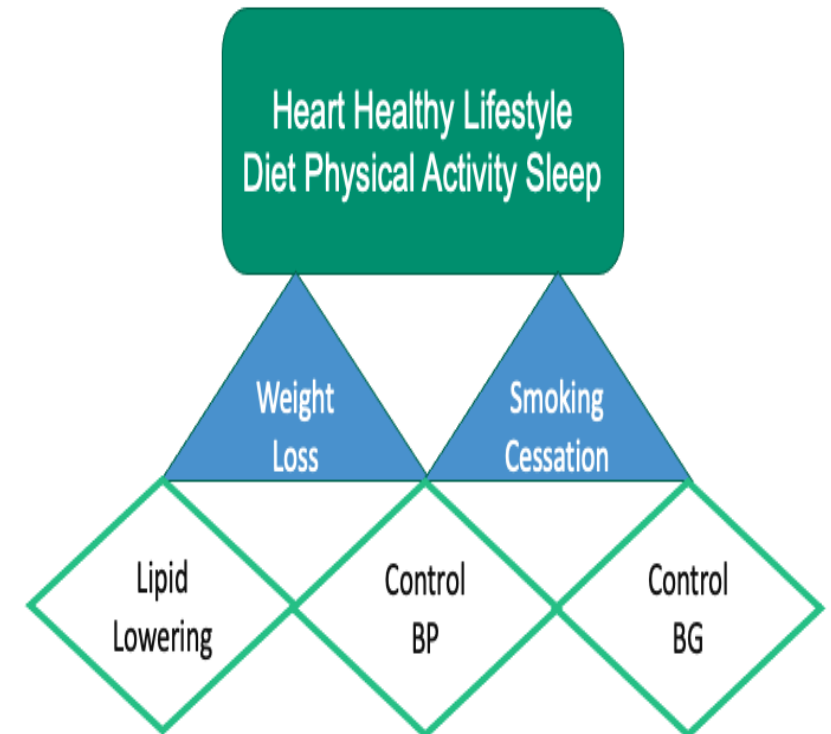 Heart Healthy Lifestyle
Diet Physical Activity Sleep
Weight
Loss
Smoking
Cessation
Lipid
Lowering
Control
BP
Control
BG